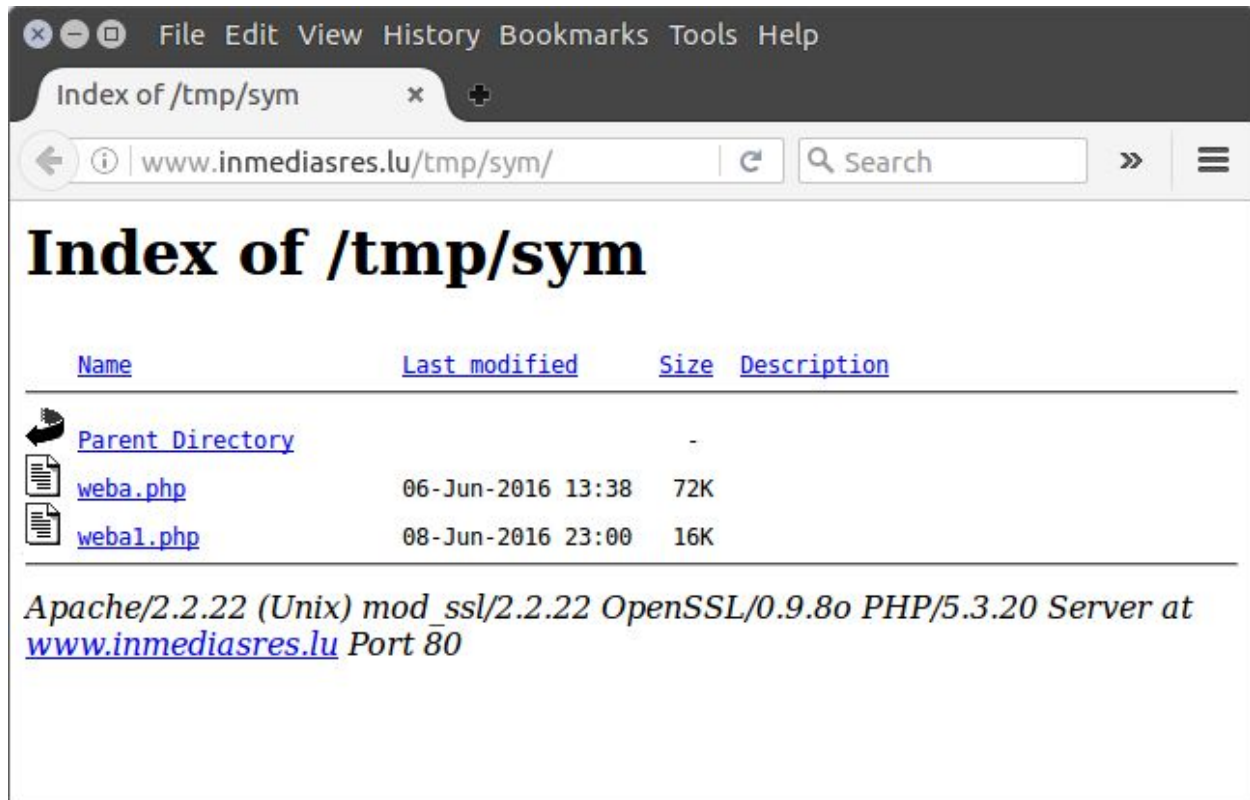 File Edit View History Bookmarks Tools Help
Index of /tmp/sym
www.inmediasres.lu/tmp/sym/ Search
Index of /tmp/sym
Name Last modified Size Description
Parent Directory -
weba.php 06-Jun-2016 13:38 72K
weba1.php 08-Jun-2016 23:00 16K
Apache/2.2.22 (Unix) mod_ssl/2.2.22 OpenSSL/0.9.8o PHP/5.3.20 Server at
www.inmediasres.lu Port 80